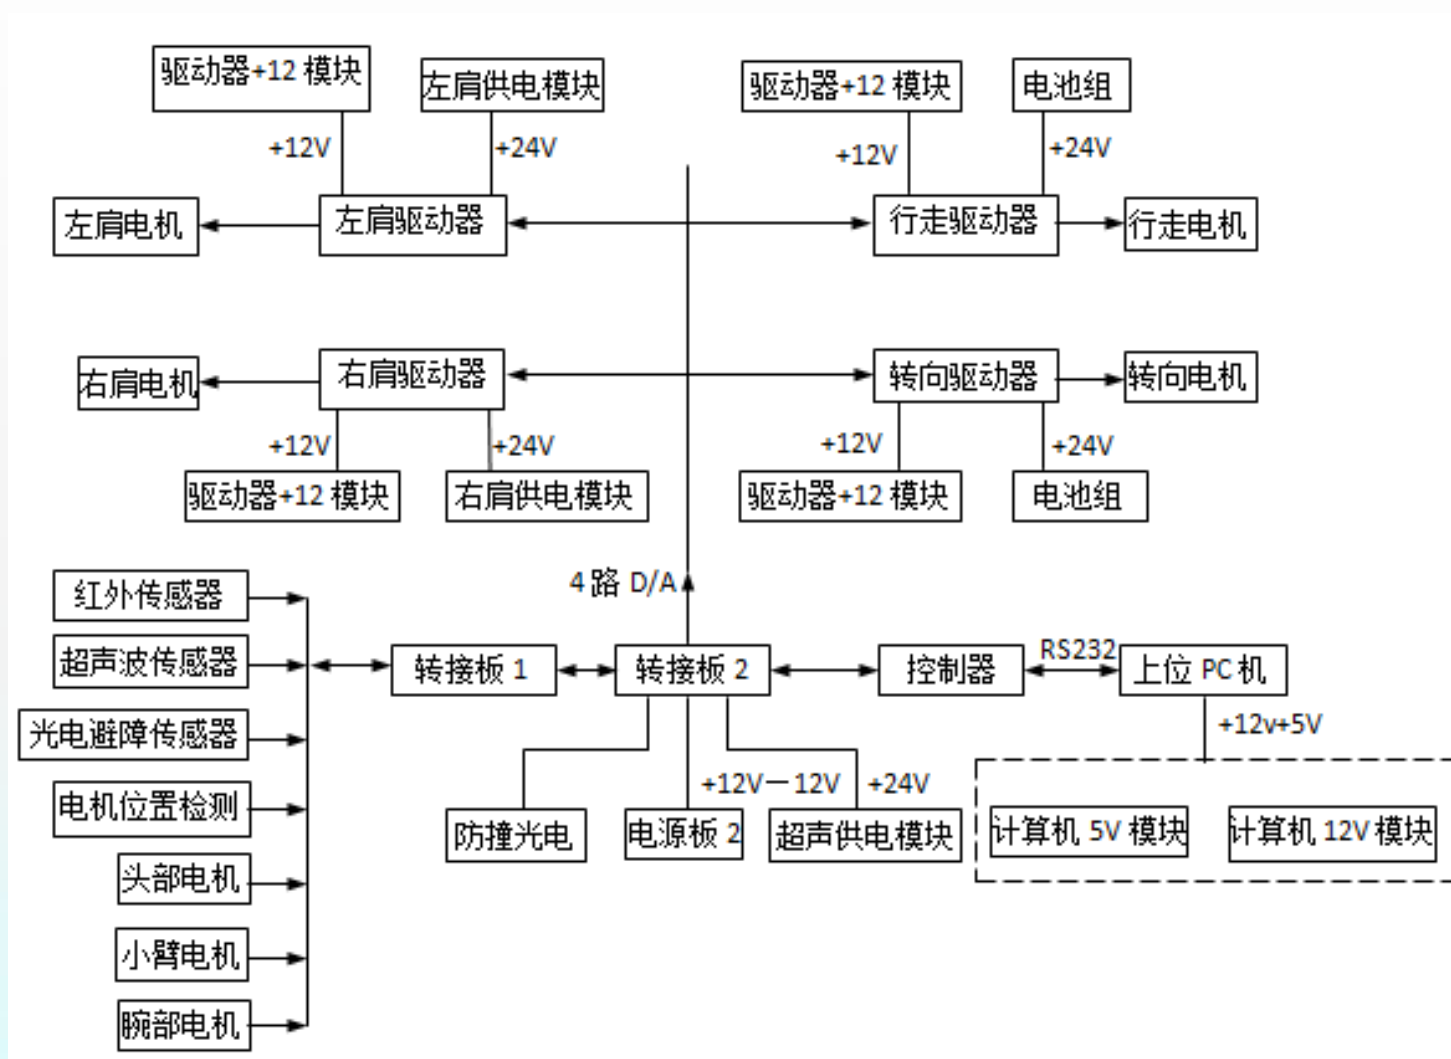 驱动器+12 模块
左肩供电模块
驱动器+12 模块
电池组
+12V
+24V
+12V
+24V
左肩电机
左肩驱动器
行走驱动器
行走电机
右肩电机
右肩驱动器
转向驱动器
转向电机
+12V
+24V
+12V
+24V
驱动器+12 模块
右肩供电模块
驱动器+12 模块
电池组
4 路 D/A
红外传感器
超声波传感器
转接板 1
转接板 2
控制器
RS232
上位 PC 机
光电避障传感器
+12v+5V
电机位置检测
+12V－12V
+24V
防撞光电
电源板 2
超声供电模块
计算机 5V 模块
计算机 12V 模块
头部电机
小臂电机
腕部电机